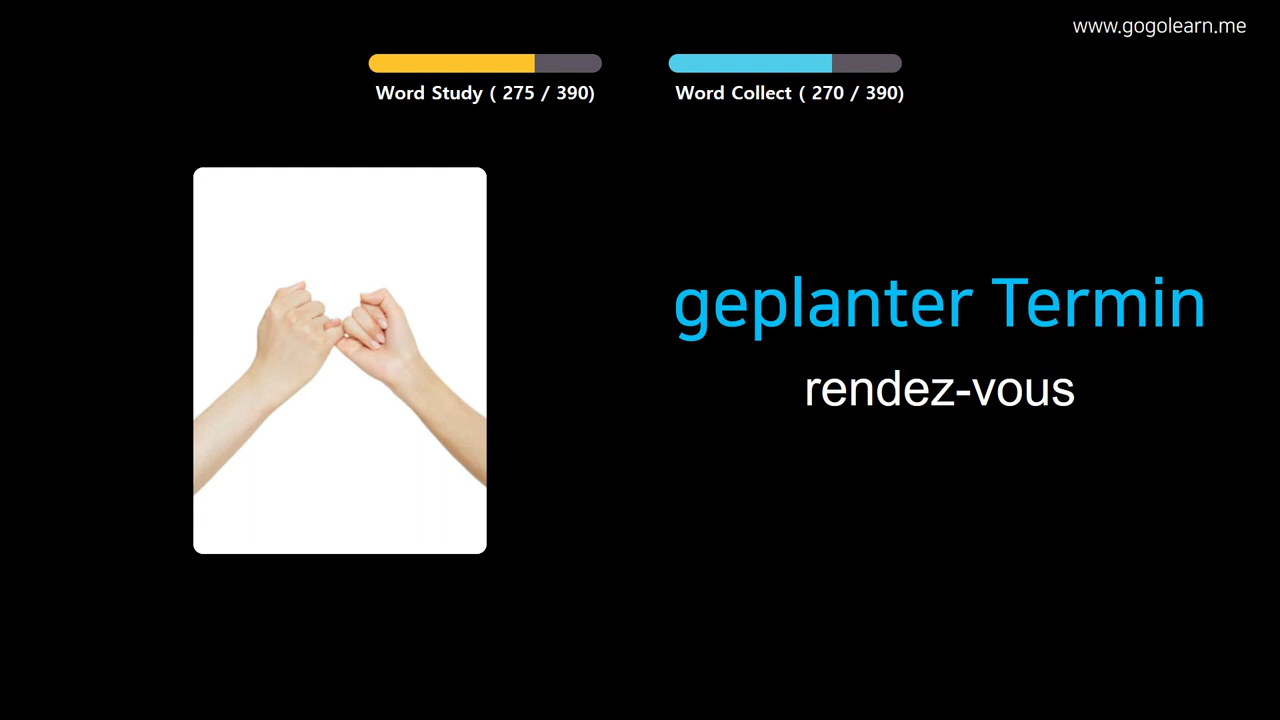 www.gogolearn.me
Word Study ( 275 / 390)
Word Collect ( 270 / 390)
geplanter Termin
rendez-vous